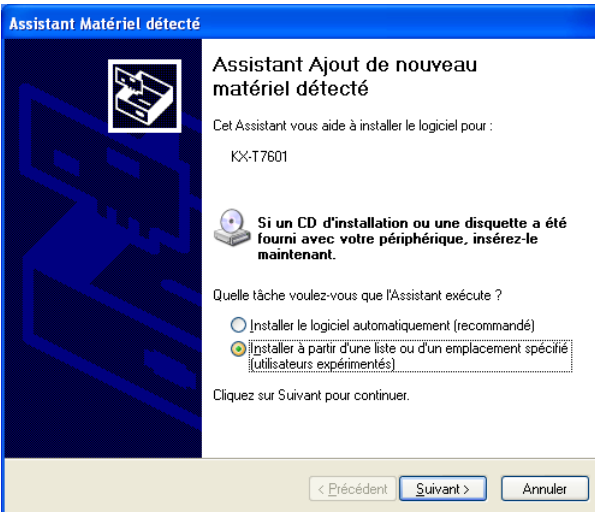 Assistant Matériel détecté
Assistant Ajout de nouveau
matériel détecté
Cet Assistant vous aide à installer le logiciel pour :
KX-T7601
Si un CD d'installation ou une disquette a été
fourni avec votre périphérique, insérez-le
maintenant.
Quelle tâche voulez-vous que l'Assistant exécute ?
Installer le logiciel automatiquement (recommandé)
Installer à partir d'une liste ou d'un emplacement spécifié
(utilisateurs expérimentés)
Cliquez sur Suivant pour continuer.
< Précédent Suivant > Annuler